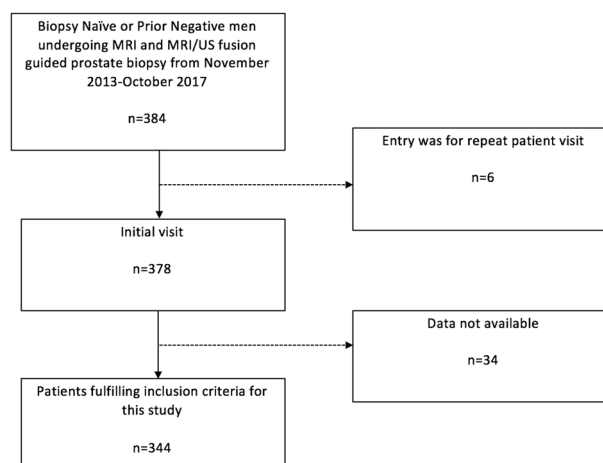 Biopsy Naïve or Prior Negative men
undergoing MRI and MRI/US fusion
guided prostate biopsy from November
2013-October 2017
n=384
Entry was for repeat patient visit
n=6
Initial visit
n=378
Data not available
n=34
Patients fulfilling inclusion criteria for
this study
n=344